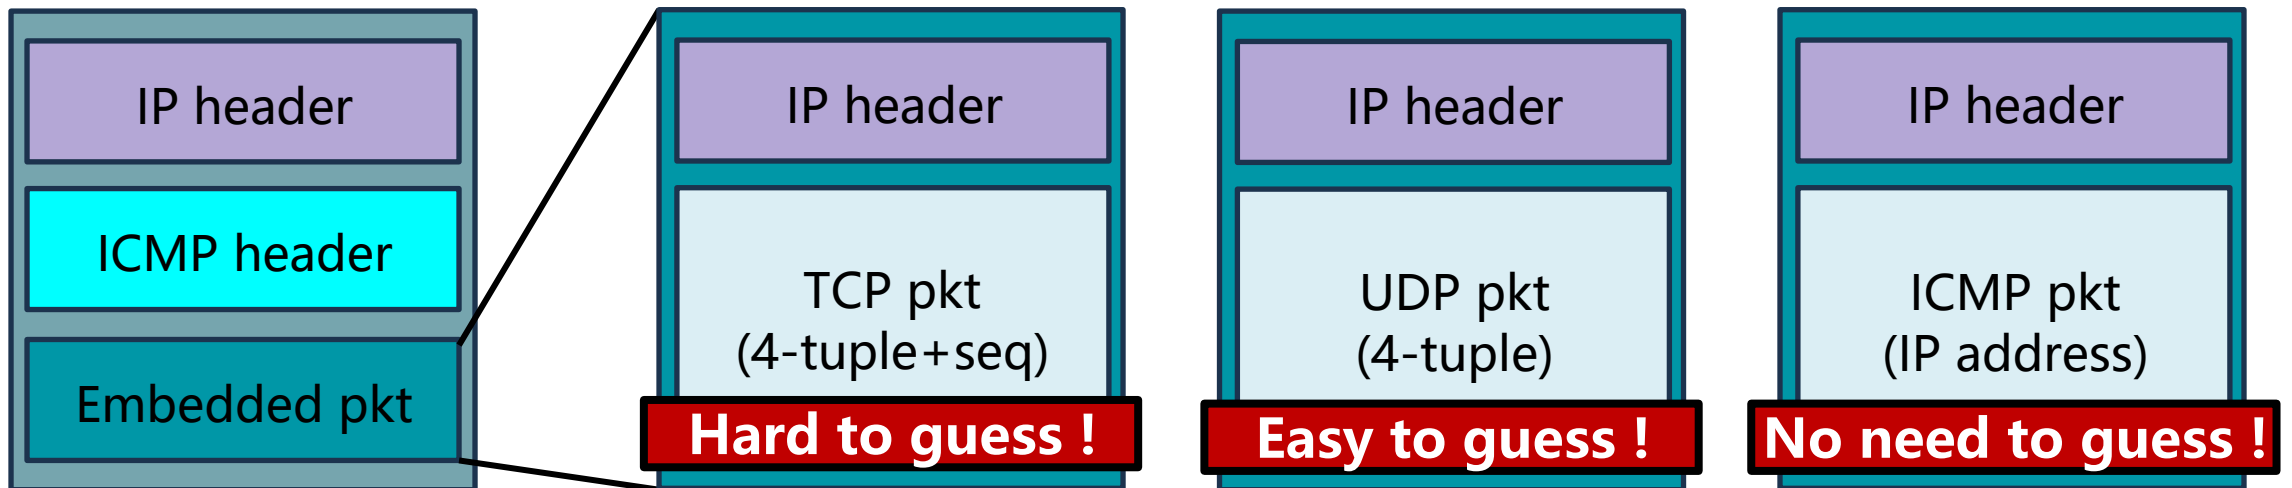 IP header
ICMP header
Embedded pkt
IP header
TCP pkt
(4-tuple+seq)
Hard to guess !
IP header
UDP pkt
(4-tuple)
Easy to guess !
IP header
ICMP pkt
(IP address)
No need to guess !